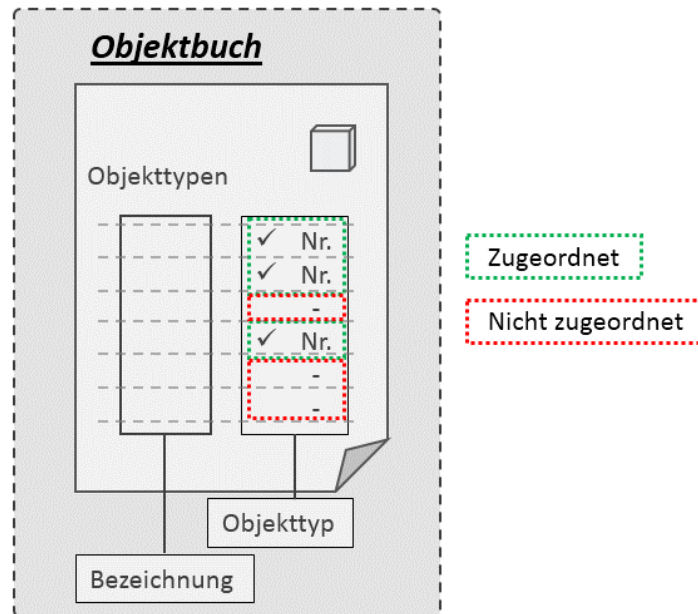 Objektbuch
Objekttypen
✓ Nr.
✓ Nr.
-
✓ Nr.
-
-
Objekttyp
Bezeichnung
Zugeordnet
Nicht zugeordnet